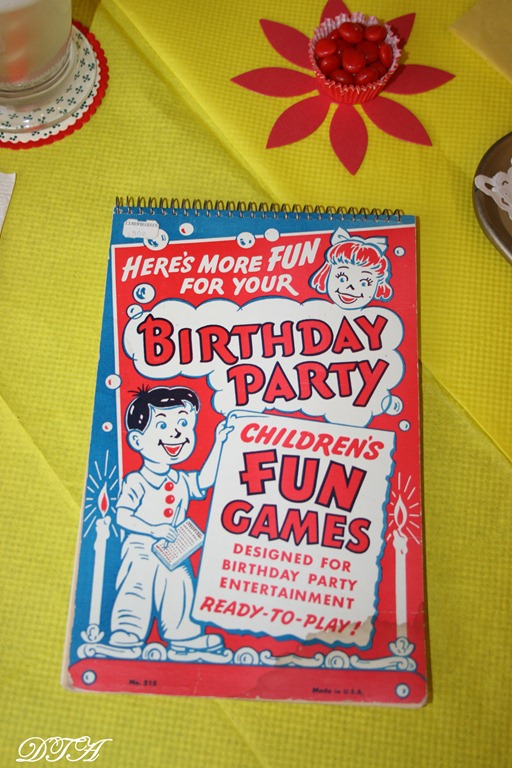 HERE'S MORE FUN
FOR YOUR
BIRTHDAY
PARTY
CHILDREN'S
FUN
GAMES
DESIGNED FOR
BIRTHDAY PARTY
ENTERTAINMENT
READY-TO-PLAY!
No. 215
Made in U.S.A.
DTA